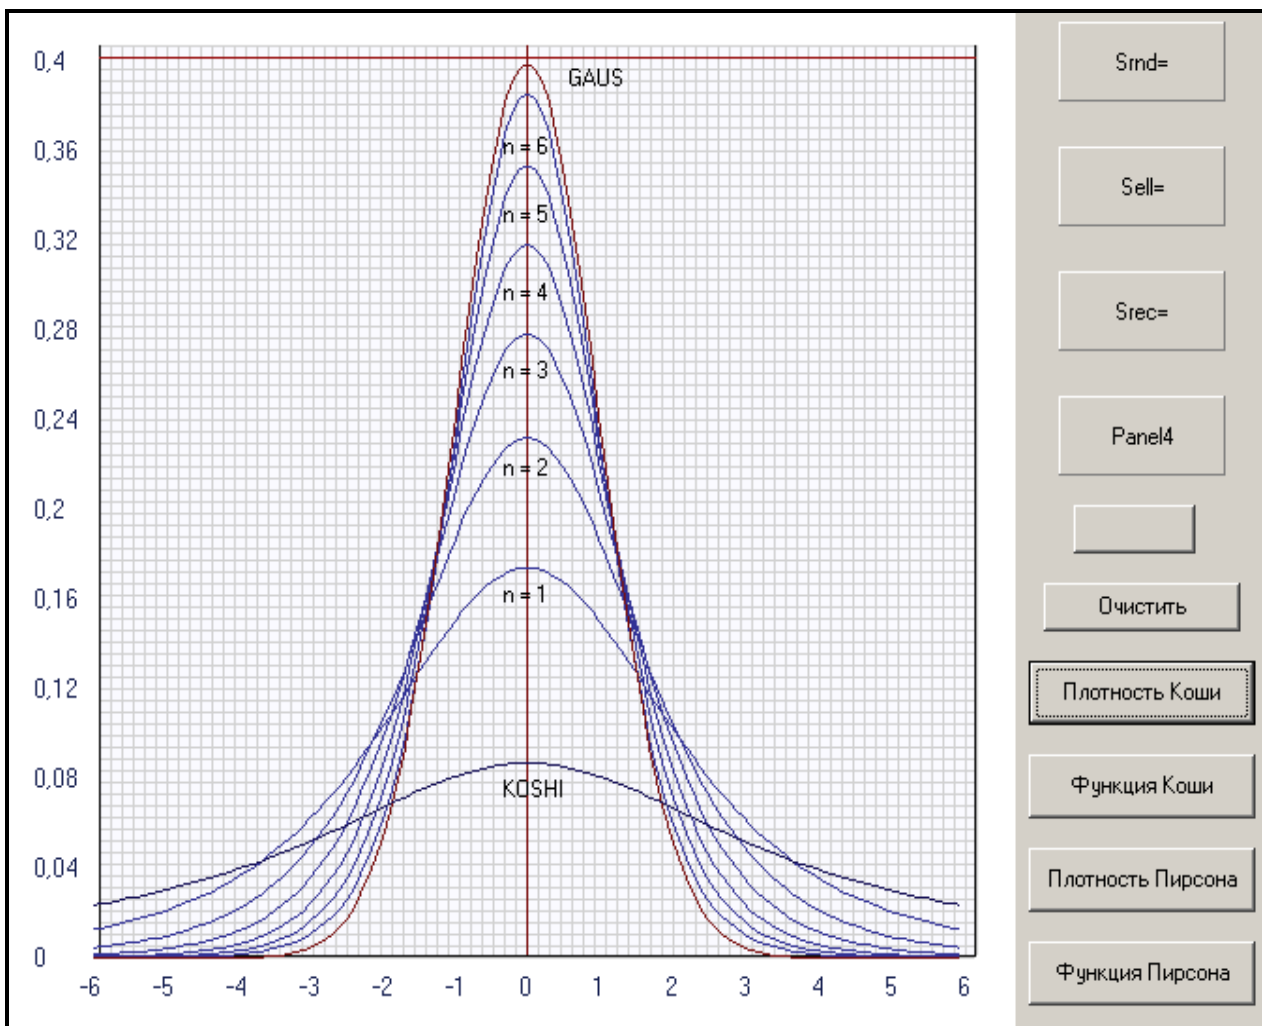 0,4
GAUS
n = 6
0,36
n = 5
0,32
n = 4
0,28
n = 3
0,24
n = 2
0,2
n = 1
0,16
0,12
0,08
KOSHI
0,04
0
-6 -5 -4 -3 -2 -1 0 1 2 3 4 5 6
Srnd=
Sell=
Srec=
Panel4
Очистить
Плотность Коши
Функция Коши
Плотность Пирсона
Функция Пирсона